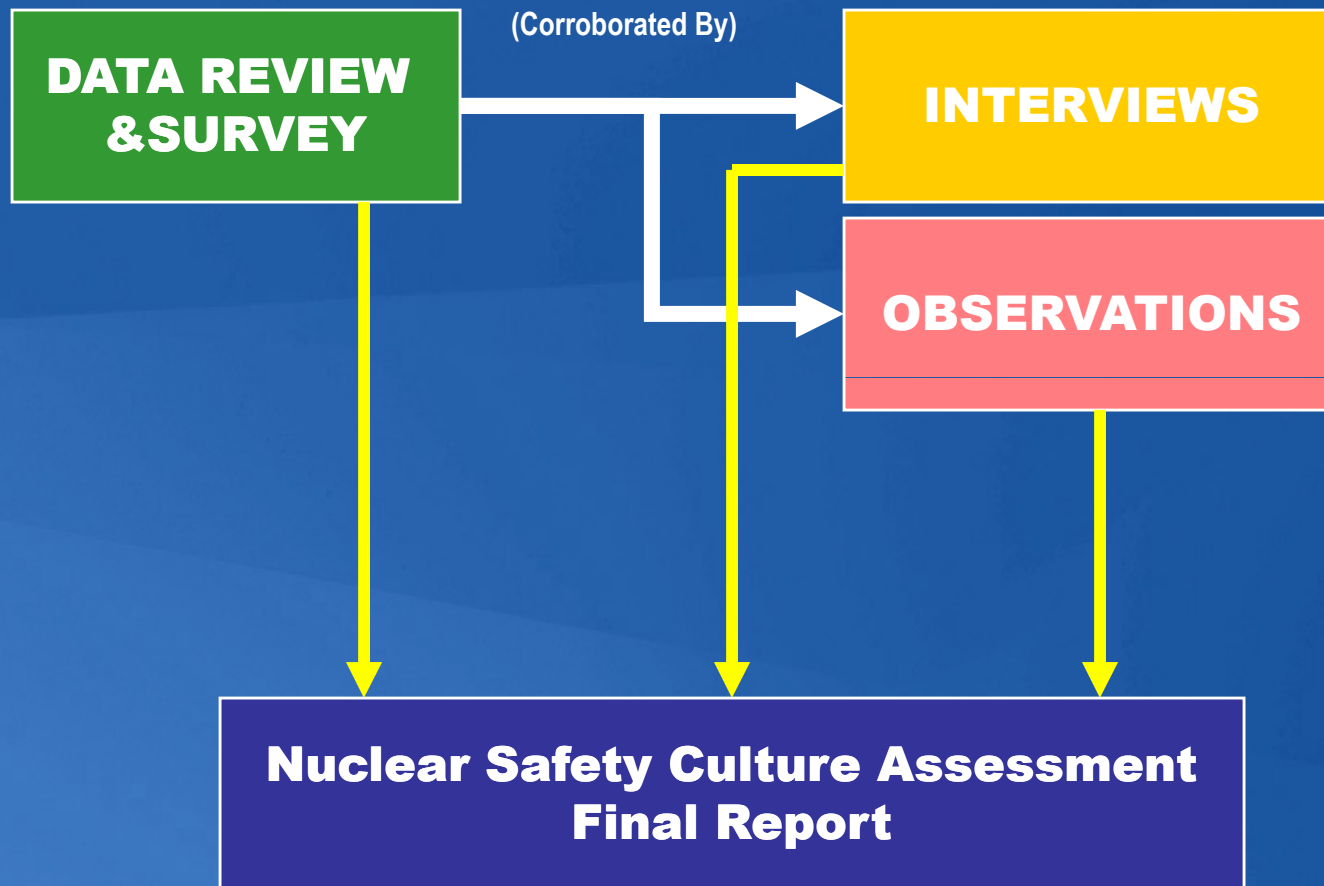 (Corroborated By)
DATA REVIEW
&SURVEY
INTERVIEWS
OBSERVATIONS
Nuclear Safety Culture Assessment
Final Report